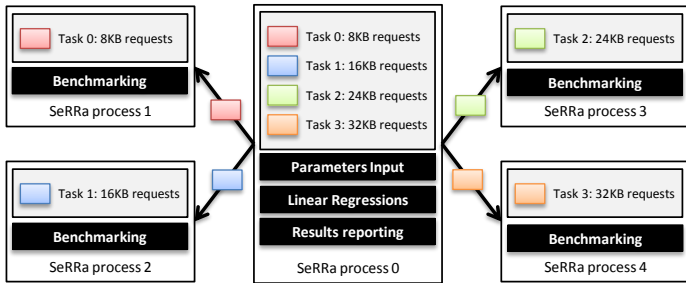 Task 0: 8KB requests
Benchmarking
SeRRa process 1
Task 1: 16KB requests
Benchmarking
SeRRa process 2
Task 0: 8KB requests
Task 1: 16KB requests
Task 2: 24KB requests
Task 3: 32KB requests
Parameters Input
Linear Regressions
Results reporting
SeRRa process 0
Task 2: 24KB requests
Benchmarking
SeRRa process 3
Task 3: 32KB requests
Benchmarking
SeRRa process 4